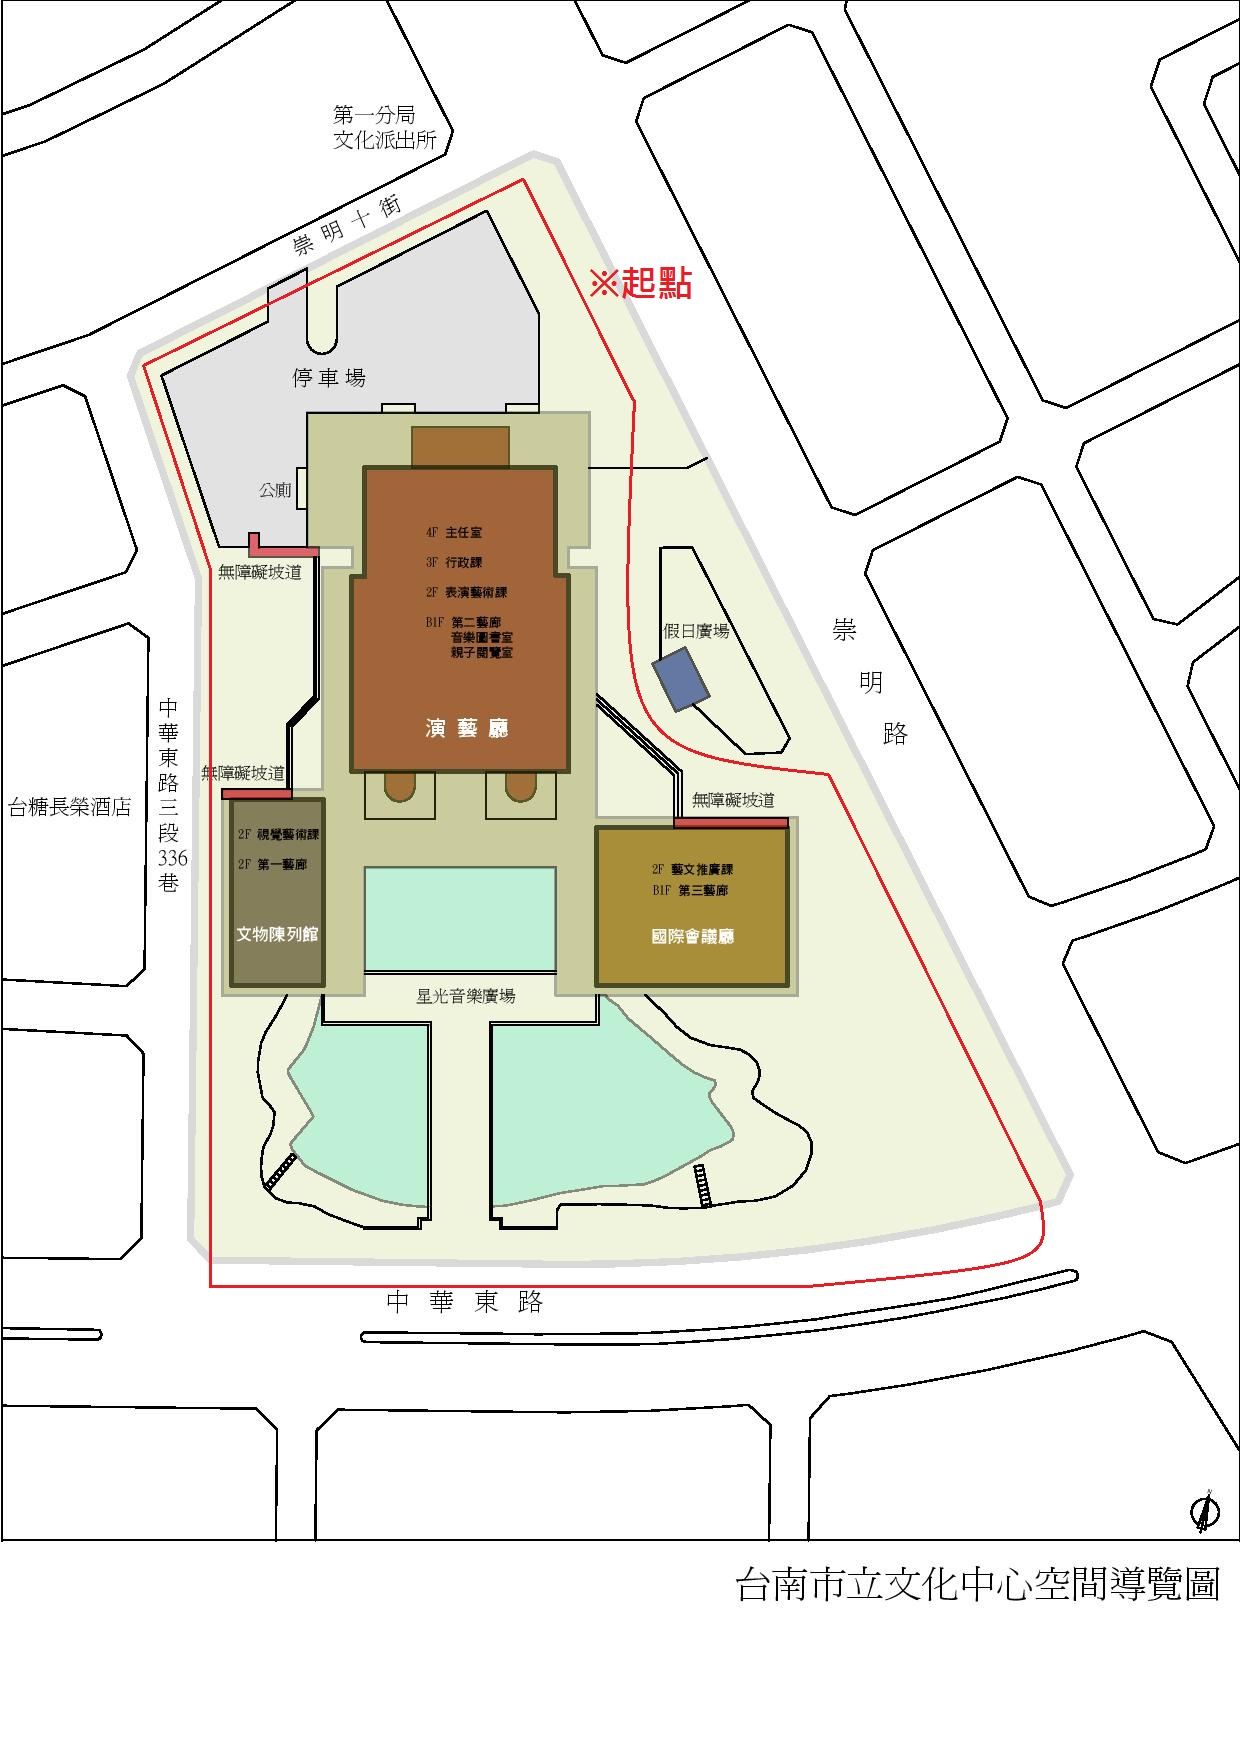 第一分局
文化派出所
崇明十街
※起點
停車場
公廁
4F 主任室
3F 行政課
2F 表演藝術課
B1F 第二藝廊
音樂圖書室
親子閱覽室
無障礙坡道
假日廣場
崇明路
演藝廳
中華東路三段336巷
無障礙坡道
台糖長榮酒店
無障礙坡道
2F 視覺藝術課
2F 第一藝廊
文物陳列館
2F 藝文推廣課
B1F 第三藝廊
國際會議廳
星光音樂廣場
中華東路
N
台南市立文化中心空間導覽圖